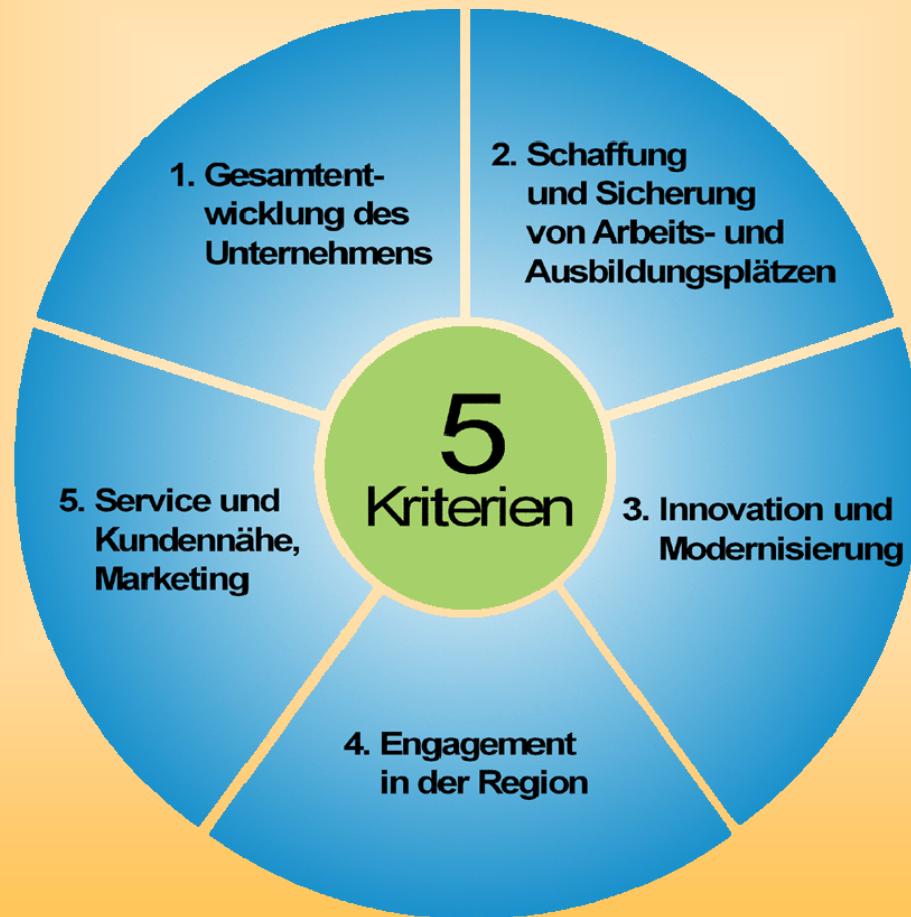 1. Gesamtent-
wicklung des
Unternehmens
2. Schaffung
und Sicherung
von Arbeits- und
Ausbildungsplätzen
5
Kriterien
3. Innovation und
Modernisierung
4. Engagement
in der Region
5. Service und
Kundennähe,
Marketing